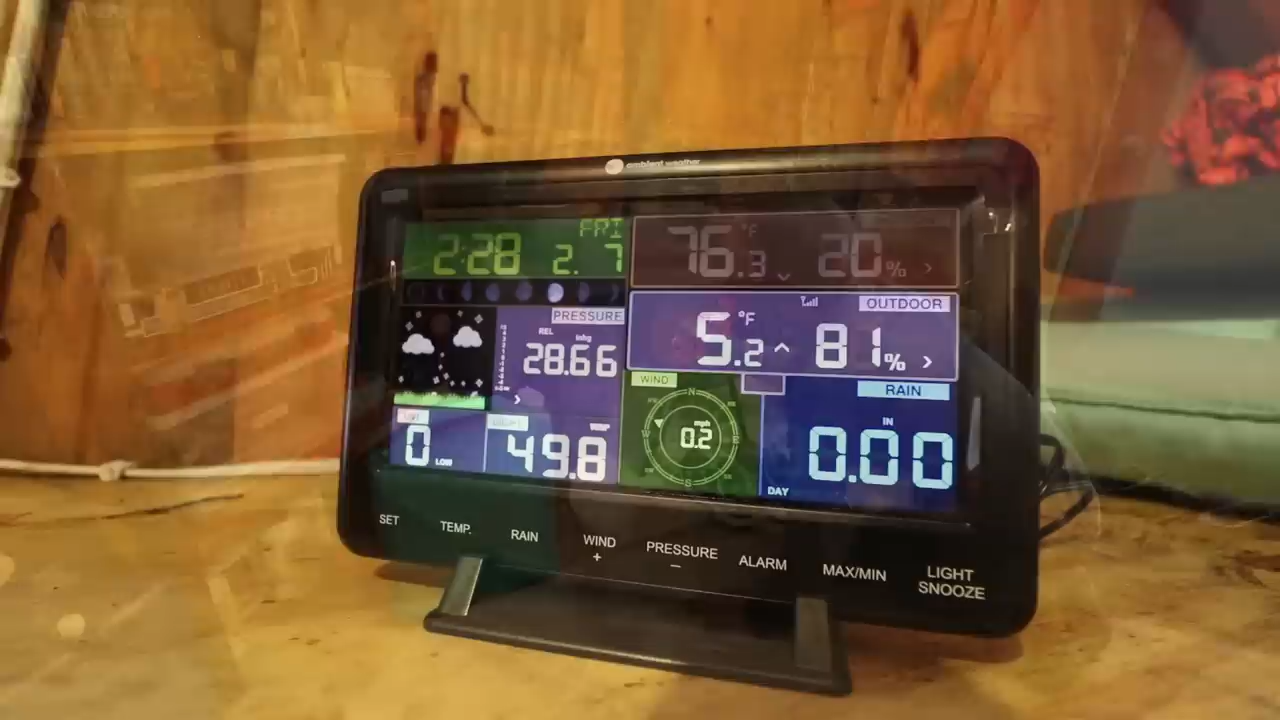 ambient weather
FRI
2:28 2. 7
76.3 °F 20%
PRESSURE
REL inHg
28.66
OUTDOOR
5.2 °F 81%
WIND
N
E
S
W
0.2
RAIN
IN
0.00
DAY
0 LOW
49.8
SET
TEMP.
RAIN
WIND
+
PRESSURE
−
ALARM
MAX/MIN
LIGHT
SNOOZE